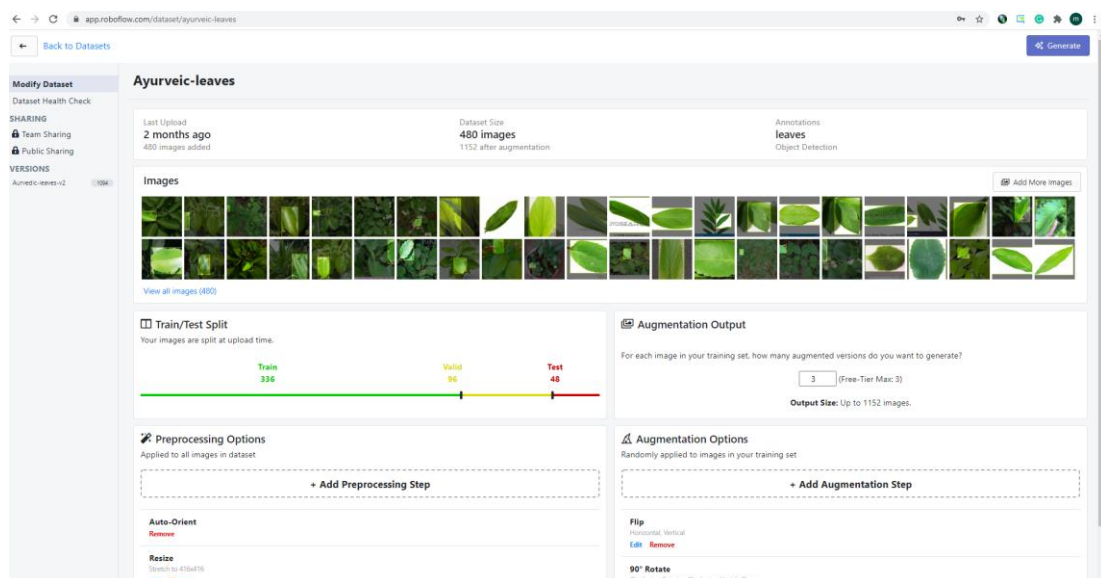 app.roboflow.com/dataset/ayurveic-leaves
Back to Datasets
Generate
Modify Dataset
Dataset Health Check
SHARING
Team Sharing
Public Sharing
VERSIONS
Aurvedic-leaves-v2 1094
Ayurveic-leaves
Last Upload
2 months ago
480 images added
Dataset Size
480 images
1152 after augmentation
Annotations
leaves
Object Detection
Images
Add More Images
View all images (480)
Train/Test Split
Your images are split at upload time.
Train
336
Valid
96
Test
48
Augmentation Output
For each image in your training set, how many augmented versions do you want to generate?
3 (Free-Tier Max: 3)
Output Size: Up to 1152 images.
Preprocessing Options
Applied to all images in dataset
+ Add Preprocessing Step
Auto-Orient
Remove
Resize
Stretch to 416x416
Augmentation Options
Randomly applied to images in your training set
+ Add Augmentation Step
Flip
Horizontal, Vertical
Edit Remove
90° Rotate